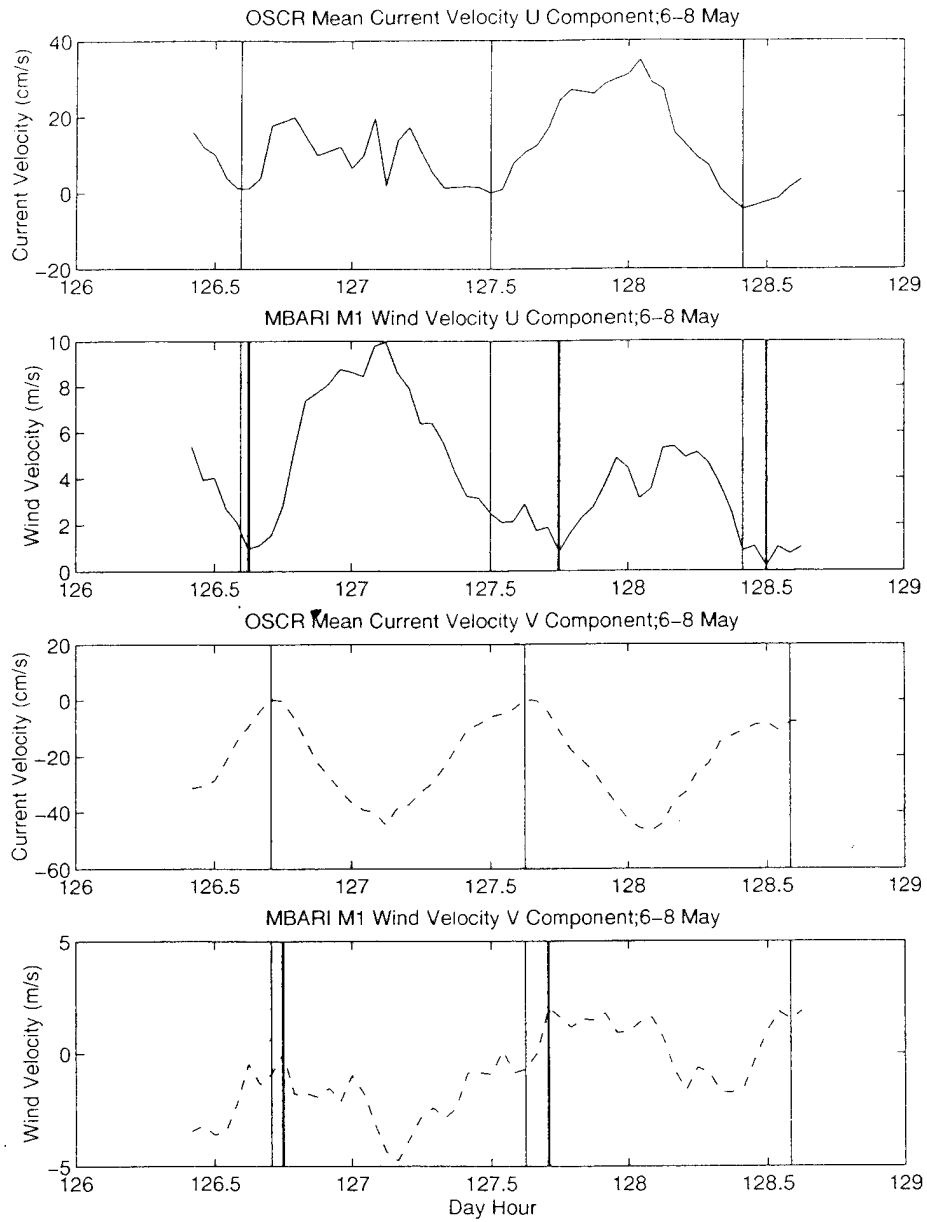 OSCR Mean Current Velocity U Component;6–8 May
40
20
0
−20
Current Velocity (cm/s)
126 126.5 127 127.5 128 128.5 129
MBARI M1 Wind Velocity U Component;6–8 May
10
8
6
4
2
0
Wind Velocity (m/s)
126 126.5 127 127.5 128 128.5 129
OSCR Mean Current Velocity V Component;6–8 May
20
0
−20
−40
−60
Current Velocity (cm/s)
126 126.5 127 127.5 128 128.5 129
MBARI M1 Wind Velocity V Component;6–8 May
5
0
−5
Wind Velocity (m/s)
126 126.5 127 127.5 128 128.5 129
Day Hour